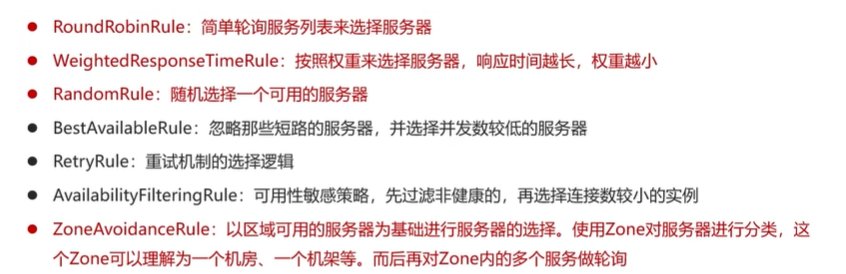 ● RoundRobinRule：简单轮询服务列表来选择服务器
● WeightedResponseTimeRule：按照权重来选择服务器，响应时间越长，权重越小
● RandomRule：随机选择一个可用的服务器
● BestAvailableRule：忽略那些短路的服务器，并选择并发数较低的服务器
● RetryRule：重试机制的选择逻辑
● AvailabilityFilteringRule：可用性敏感策略，先过滤非健康的，再选择连接数较小的实例
● ZoneAvoidanceRule：以区域可用的服务器为基础进行服务器的选择。使用Zone对服务器进行分类，这
个Zone可以理解为一个机房、一个机架等。而后再对Zone内的多个服务做轮询